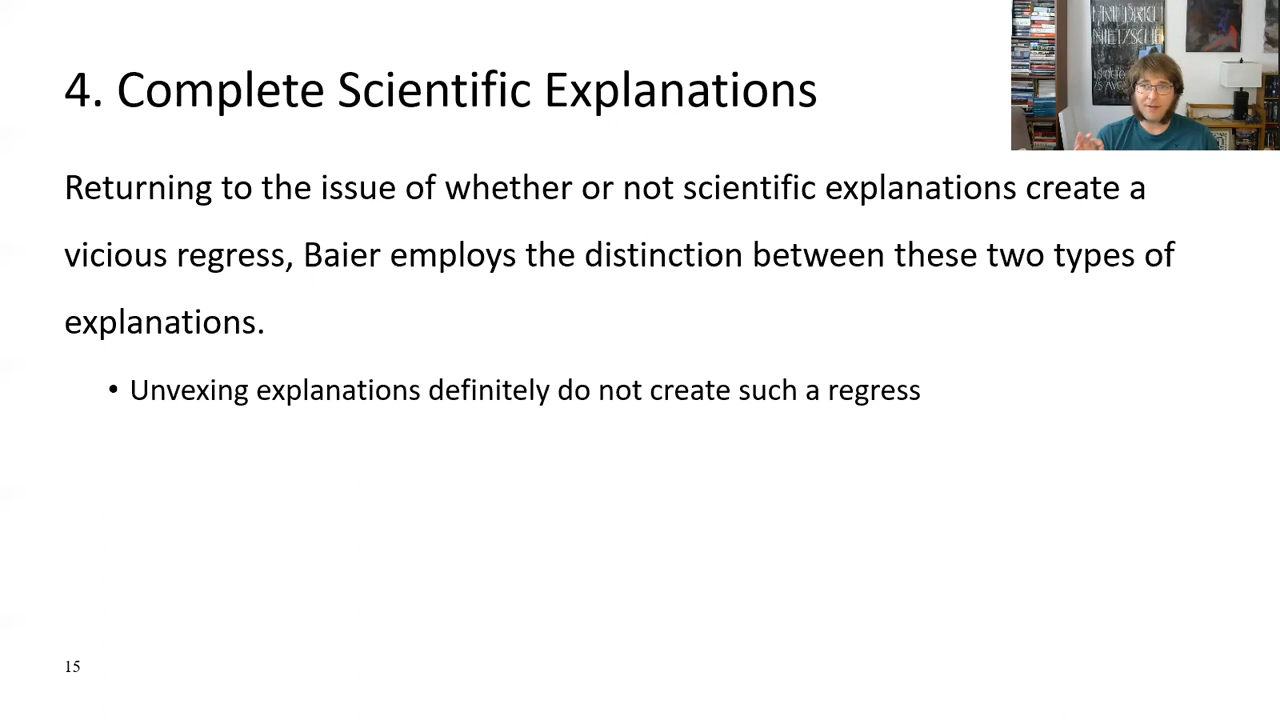 4. Complete Scientific Explanations
NIETZSCHE
Returning to the issue of whether or not scientific explanations create a
vicious regress, Baier employs the distinction between these two types of
explanations.
• Unvexing explanations definitely do not create such a regress
15